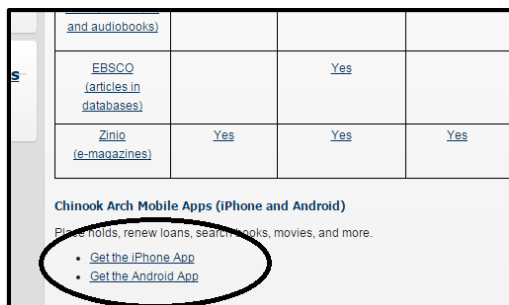 and audiobooks)
EBSCO
Yes
(articles in
databases)
Zinio
Yes
Yes
Yes
(e-magazines)
Chinook Arch Mobile Apps (iPhone and Android)
Place holds, renew loans, search books, movies, and more.
Get the iPhone App
Get the Android App